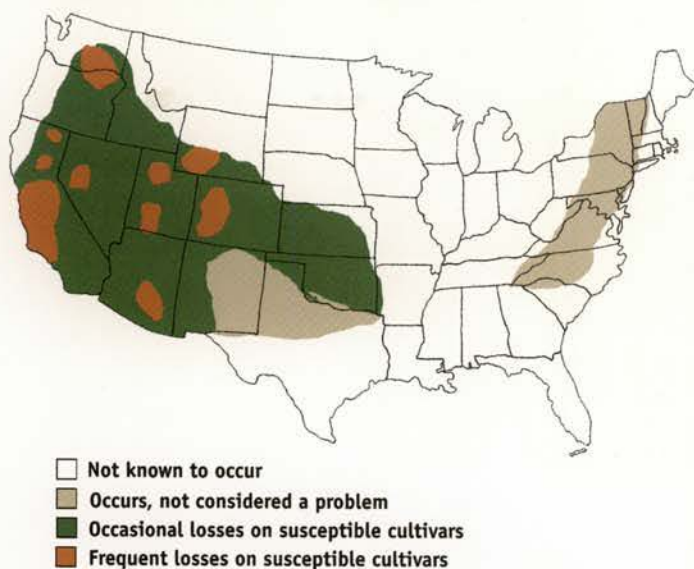 Not known to occur
Occurs, not considered a problem
Occasional losses on susceptible cultivars
Frequent losses on susceptible cultivars